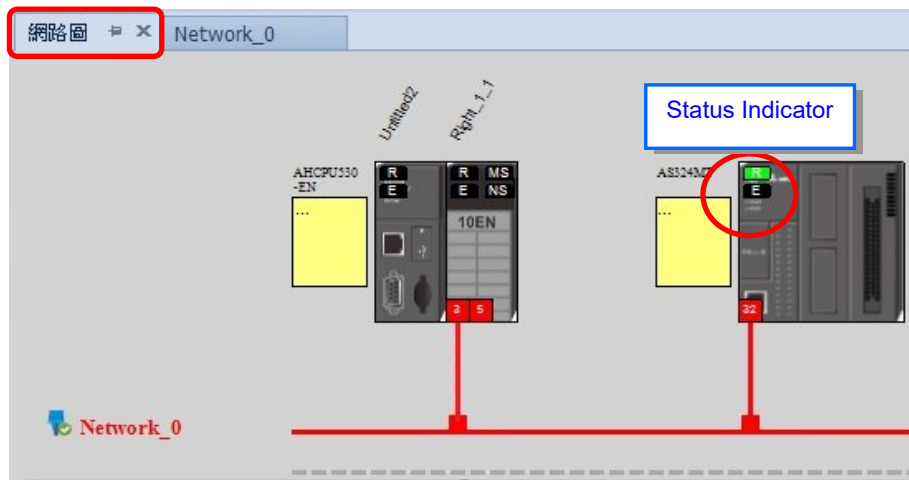 網路圖
Network_0
Status Indicator
Untitled2
Right_1_1
AHCPU530
-EN
...
R
E
R MS
E NS
10EN
3 5
...
R
E
32
Network_0